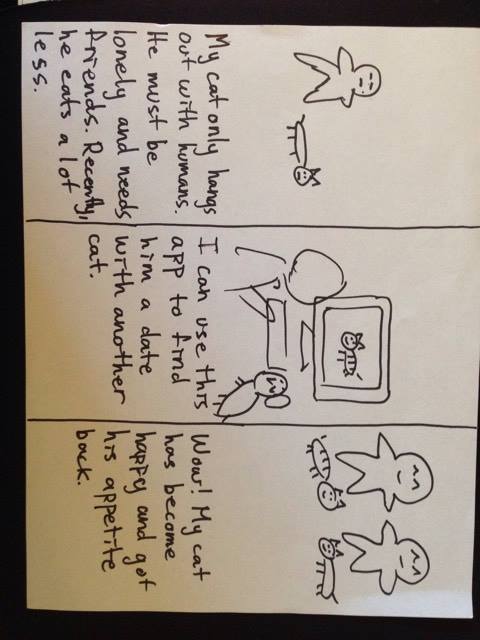 My cat only hangs
out with humans.
He must be
lonely and needs
friends. Recently,
he eats a lot
less.
I can use this
app to find
him a date
with another
cat.
Wow! My cat
has become
happy and got
his appetite
back.